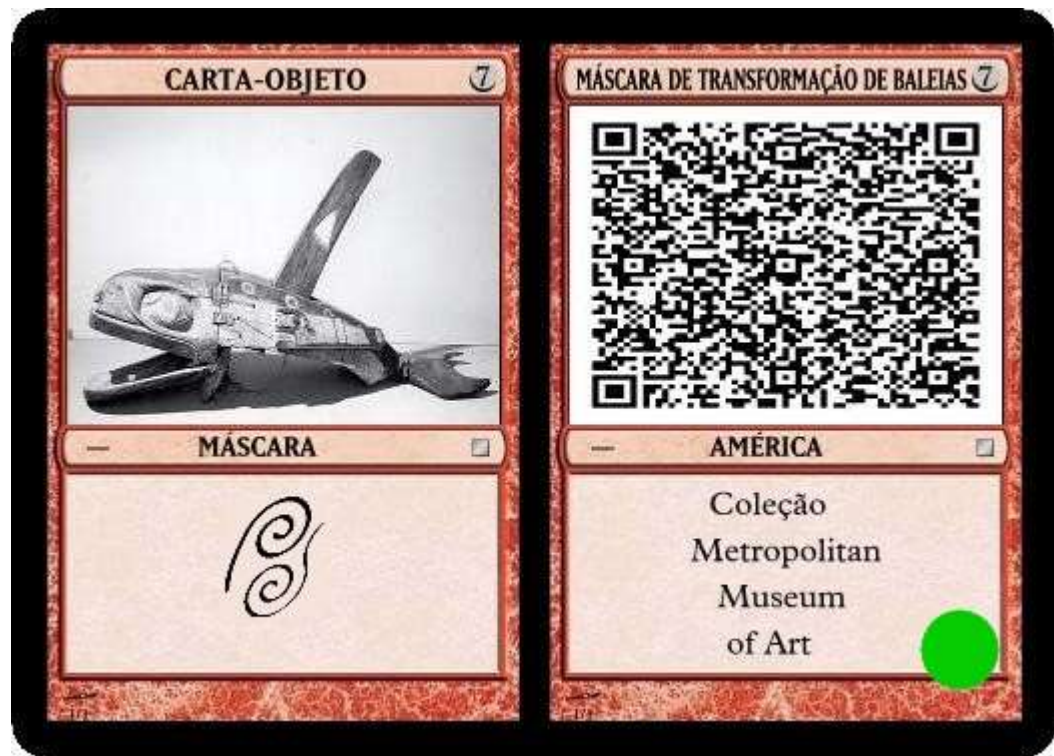 CARTA-OBJETO 7
MÁSCARA
MÁSCARA DE TRANSFORMAÇÃO DE BALEIAS 7
AMÉRICA
Coleção
Metropolitan
Museum
of Art